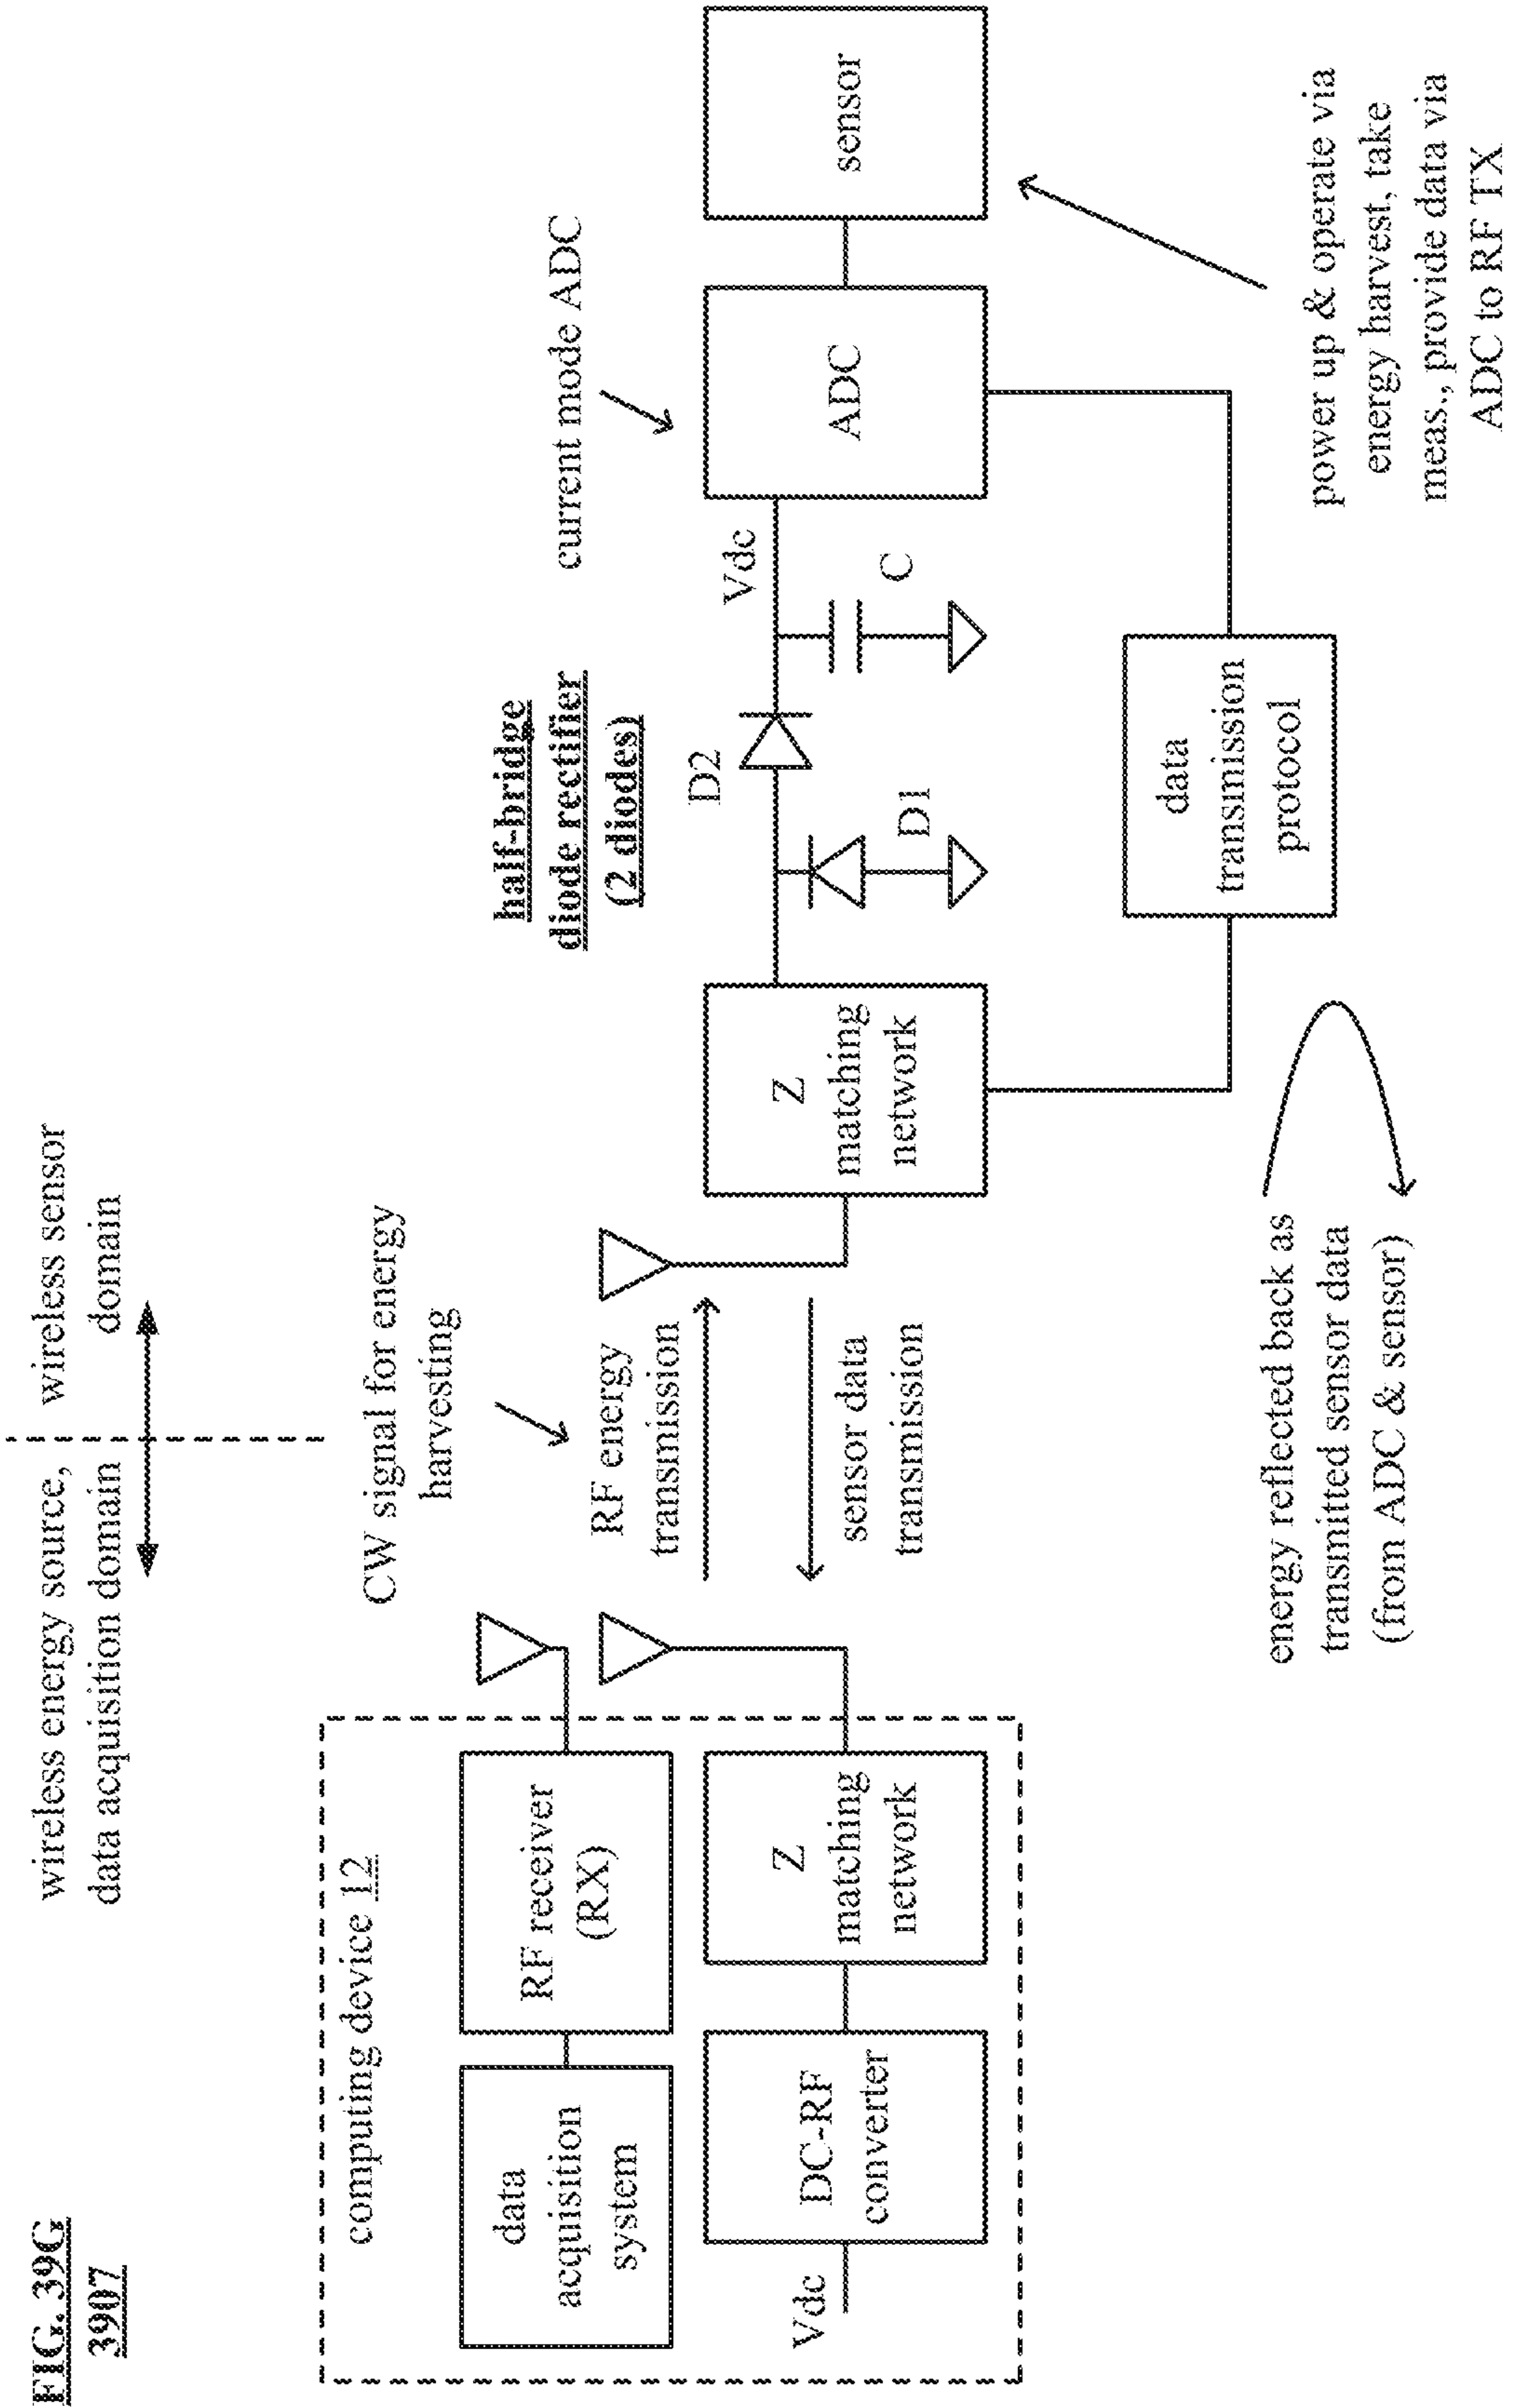 FIG. 39G
3907
wireless energy source,
data acquisition domain
wireless sensor
domain
computing device 12
data
acquisition
system
RF receiver
(RX)
Vdc
DC-RF
converter
Z
matching
network
CW signal for energy
harvesting
RF energy
transmission
sensor data
transmission
Z
matching
network
half-bridge
diode rectifier
(2 diodes)
D2
D1
Vdc
C
current mode ADC
ADC
sensor
data
transmission
protocol
energy reflected back as
transmitted sensor data
(from ADC & sensor)
power up & operate via
energy harvest, take
meas., provide data via
ADC to RF TX